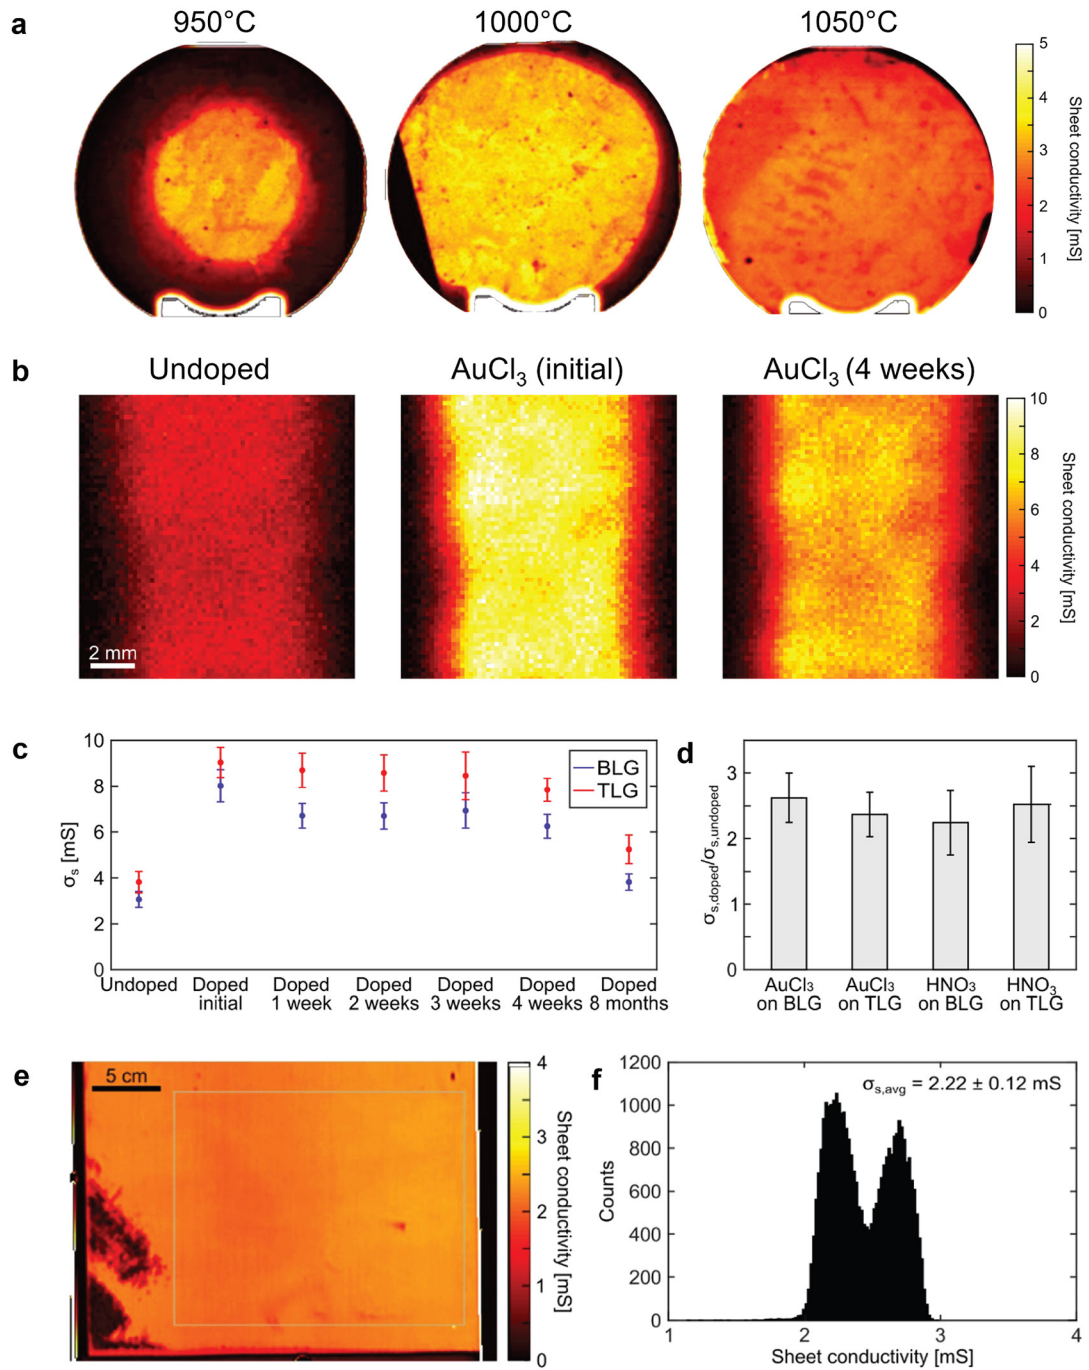 a
950°C
1000°C
1050°C
5
4
3
2
1
0
Sheet conductivity [mS]
b
Undoped
AuCl₃ (initial)
AuCl₃ (4 weeks)
2 mm
10
8
6
4
2
0
Sheet conductivity [mS]
c
10
8
6
4
2
0
σₛ [mS]
BLG
TLG
Undoped
Doped
initial
Doped
1 week
Doped
2 weeks
Doped
3 weeks
Doped
4 weeks
Doped
8 months
d
3
2
1
0
σs,doped/σs,undoped
AuCl₃
on BLG
AuCl₃
on TLG
HNO₃
on BLG
HNO₃
on TLG
e
5 cm
4
3
2
1
0
Sheet conductivity [mS]
f
1200
1000
800
600
400
200
0
Counts
σs,avg = 2.22 ± 0.12 mS
1
2
3
4
Sheet conductivity [mS]